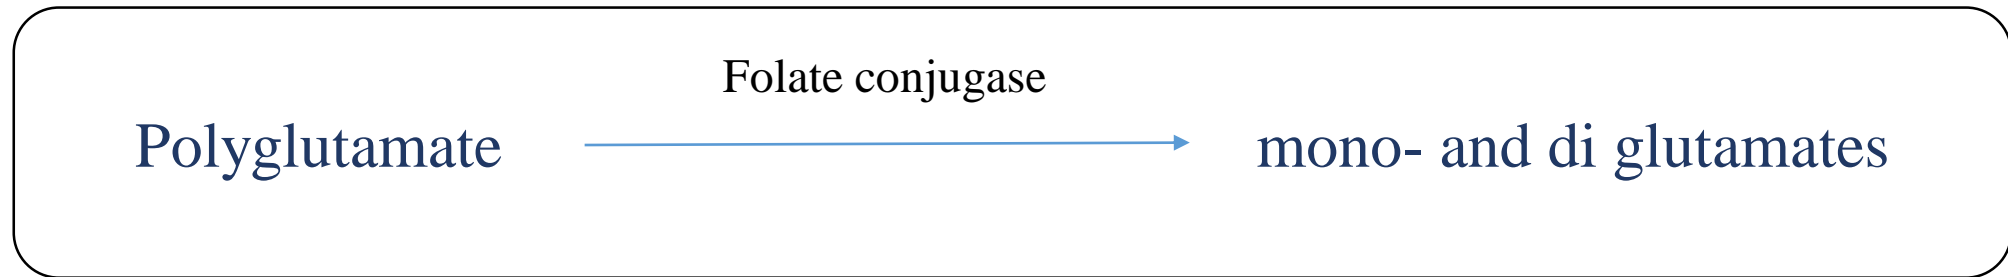 Folate conjugase
Polyglutamate mono- and di glutamates